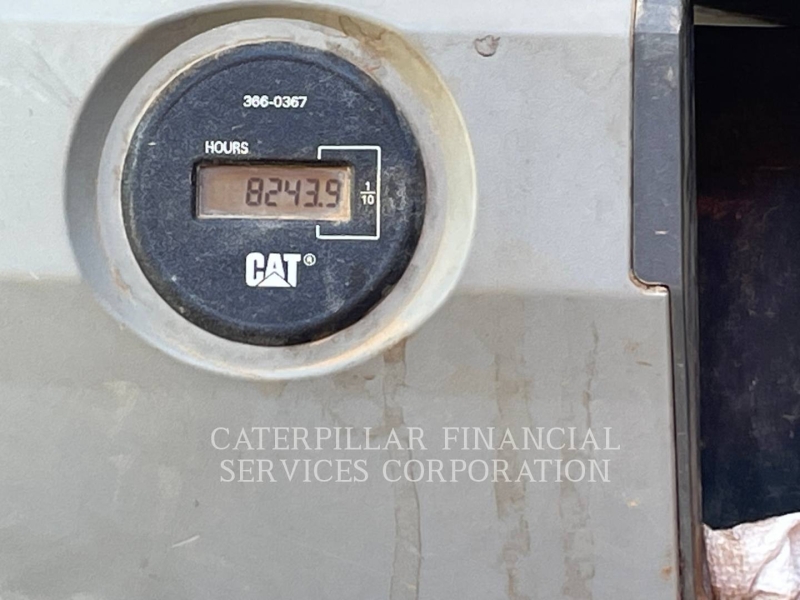 366-0367
HOURS
8243.9
1
10
CAT®
CATERPILLAR FINANCIAL
SERVICES CORPORATION